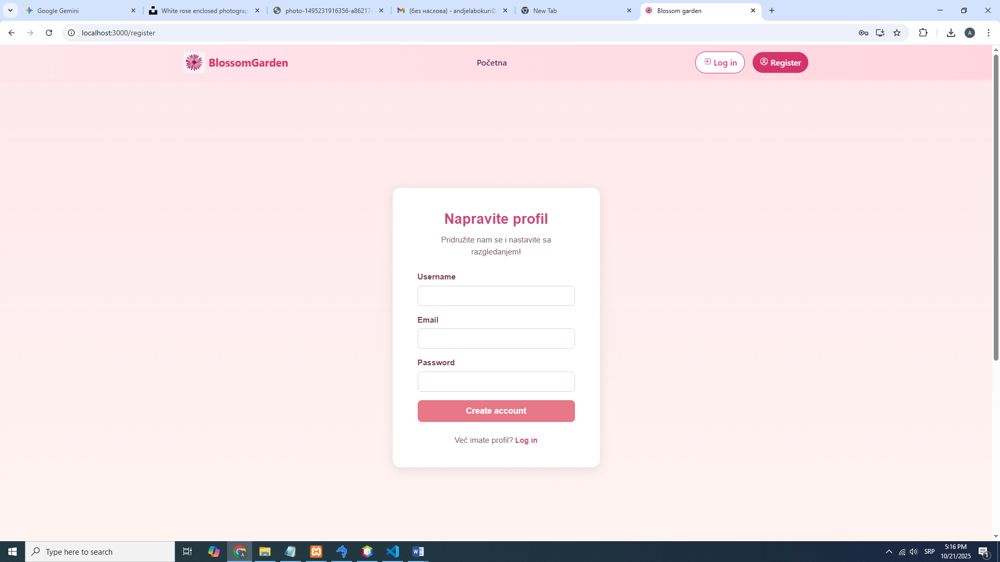 Google Gemini
White rose enclosed photograp
photo-1495231916356-a86217
(без наслова) - andjelabokun@
New Tab
Blossom garden
localhost:3000/register
A
BlossomGarden
Početna
Log in
Register
Napravite profil
Pridružite nam se i nastavite sa
razgledanjem!
Username
Email
Password
Create account
Već imate profil? Log in
Type here to search
SRP
5:16 PM
10/21/2025
1